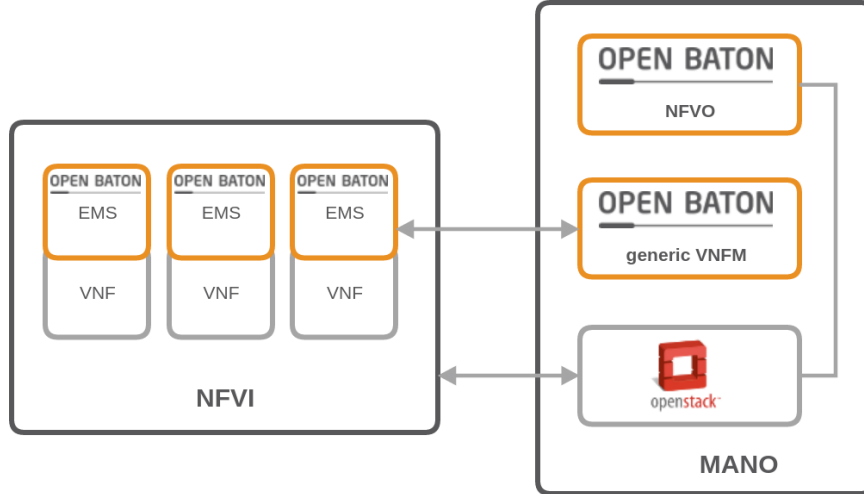 OPEN BATON
NFVO
OPEN BATON
generic VNFM
openstack
MANO
OPEN BATON
EMS
VNF
OPEN BATON
EMS
VNF
OPEN BATON
EMS
VNF
NFVI